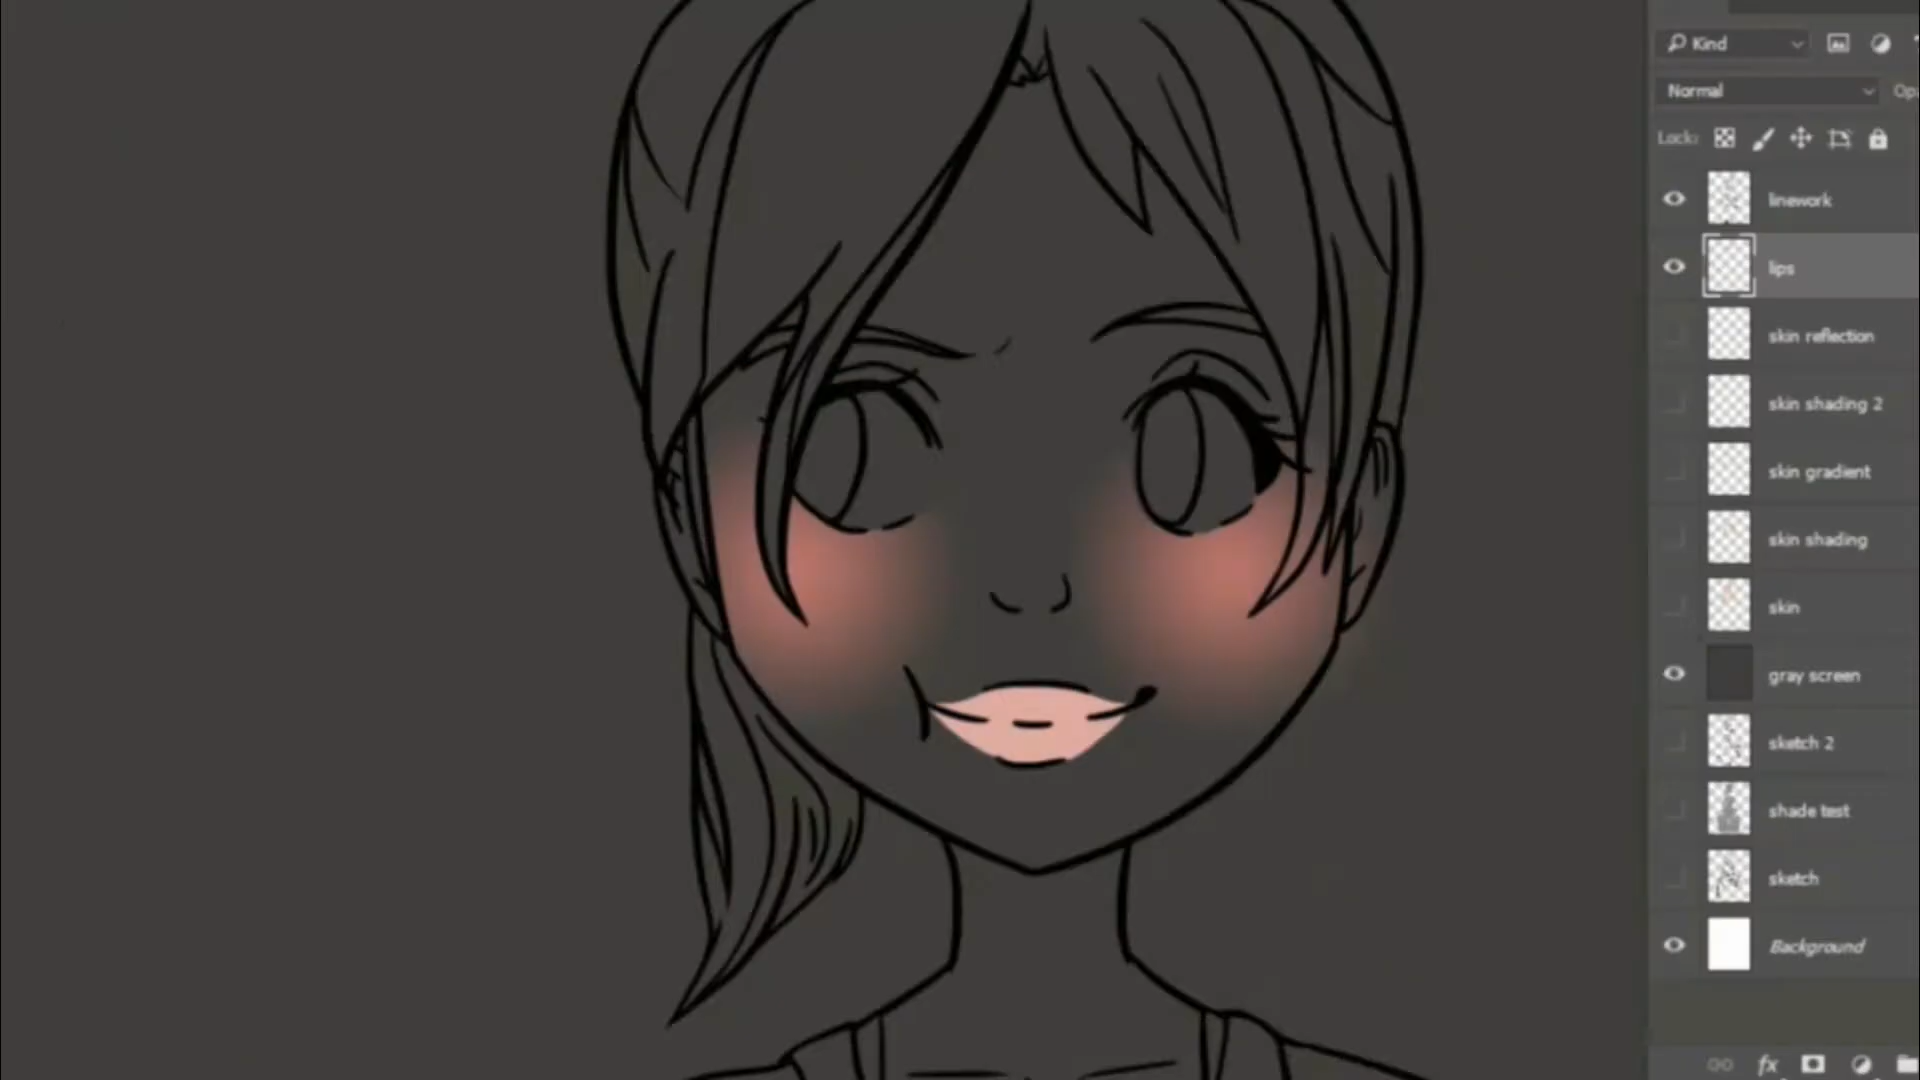 Kind
Normal
Lock:
linework
lips
skin reflection
skin shading 2
skin gradient
skin shading
skin
gray screen
sketch 2
shade test
sketch
Background
fx